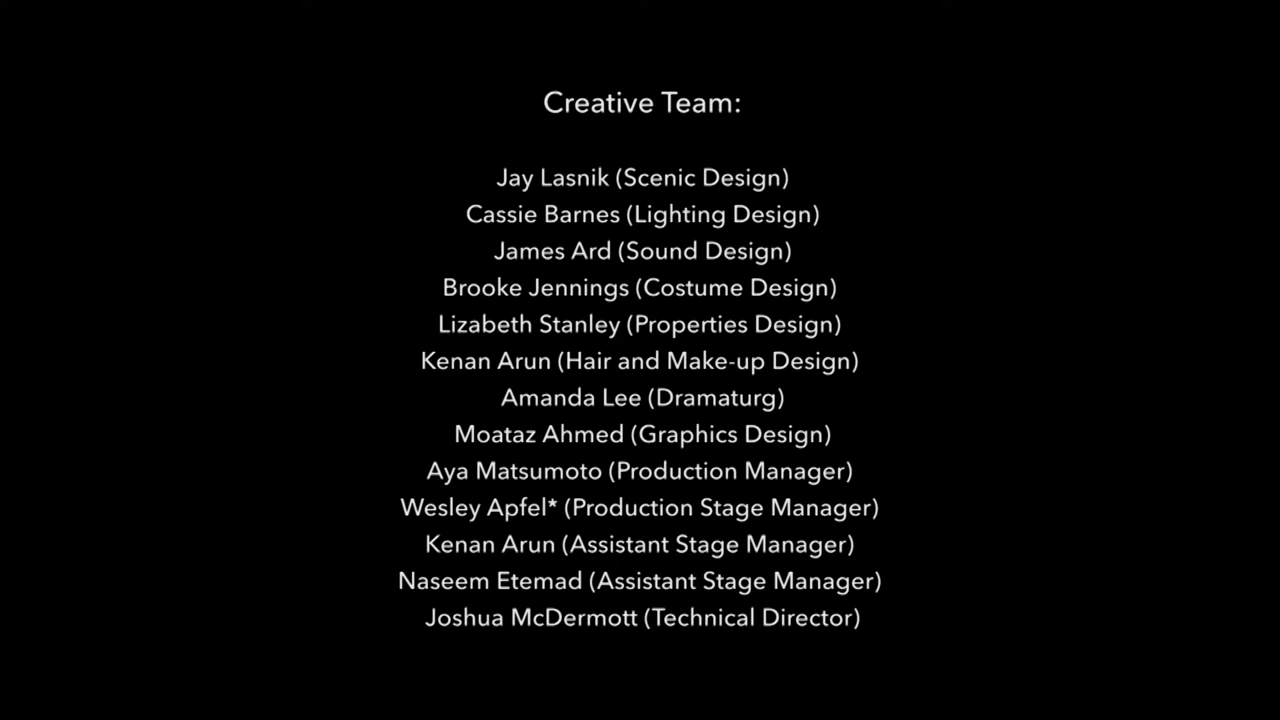 Creative Team:
Jay Lasnik (Scenic Design)
Cassie Barnes (Lighting Design)
James Ard (Sound Design)
Brooke Jennings (Costume Design)
Lizabeth Stanley (Properties Design)
Kenan Arun (Hair and Make-up Design)
Amanda Lee (Dramaturg)
Moataz Ahmed (Graphics Design)
Aya Matsumoto (Production Manager)
Wesley Apfel* (Production Stage Manager)
Kenan Arun (Assistant Stage Manager)
Naseem Etemad (Assistant Stage Manager)
Joshua McDermott (Technical Director)